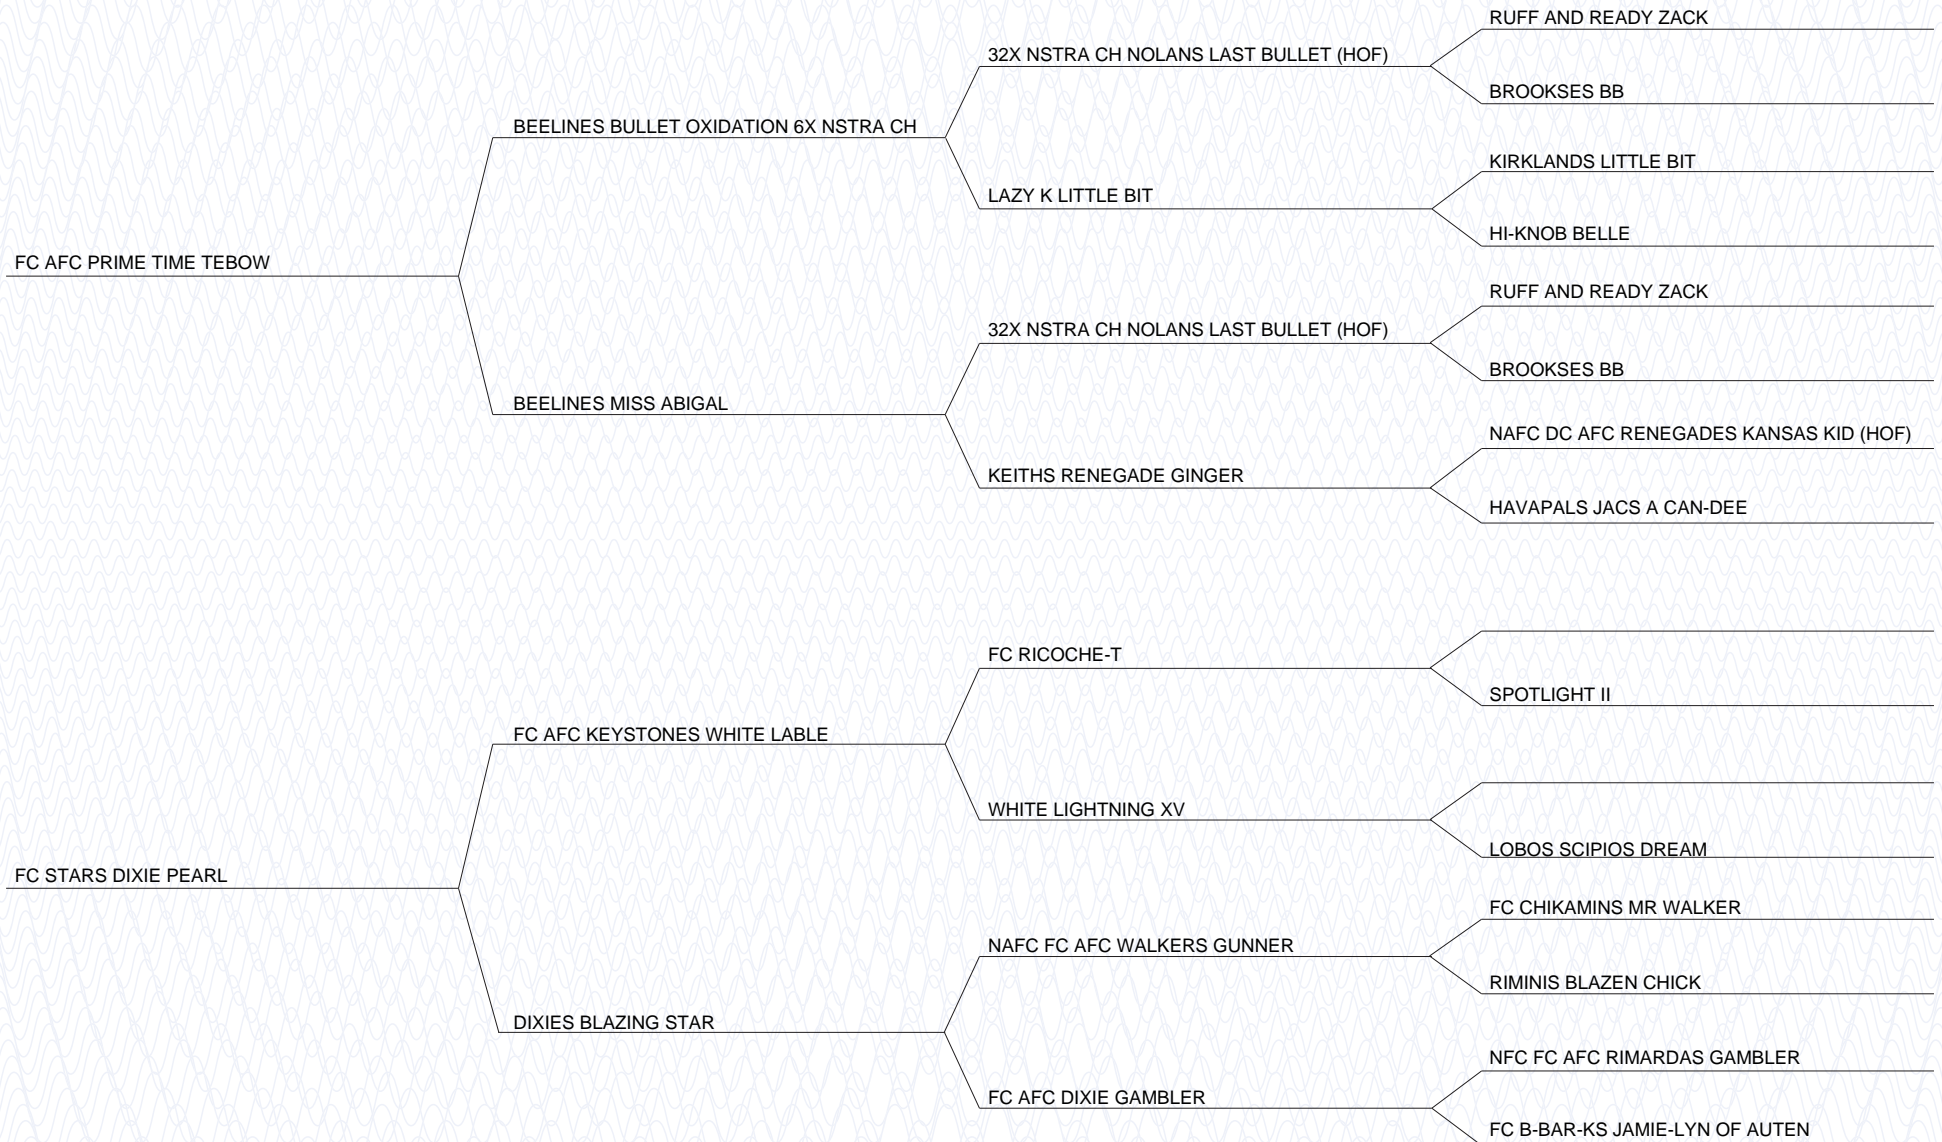 RUFF AND READY ZACK
32X NSTRA CH NOLANS LAST BULLET (HOF)
BROOKSES BB
BEELINES BULLET OXIDATION 6X NSTRA CH
KIRKLANDS LITTLE BIT
LAZY K LITTLE BIT
HI-KNOB BELLE
FC AFC PRIME TIME TEBOW
RUFF AND READY ZACK
32X NSTRA CH NOLANS LAST BULLET (HOF)
BROOKSES BB
BEELINES MISS ABIGAL
NAFC DC AFC RENEGADES KANSAS KID (HOF)
KEITHS RENEGADE GINGER
HAVAPALS JACS A CAN-DEE
FC RICOCHE-T
SPOTLIGHT II
FC AFC KEYSTONES WHITE LABLE
WHITE LIGHTNING XV
LOBOS SCIPIOS DREAM
FC STARS DIXIE PEARL
FC CHIKAMINS MR WALKER
NAFC FC AFC WALKERS GUNNER
RIMINIS BLAZEN CHICK
DIXIES BLAZING STAR
NFC FC AFC RIMARDAS GAMBLER
FC AFC DIXIE GAMBLER
FC B-BAR-KS JAMIE-LYN OF AUTEN